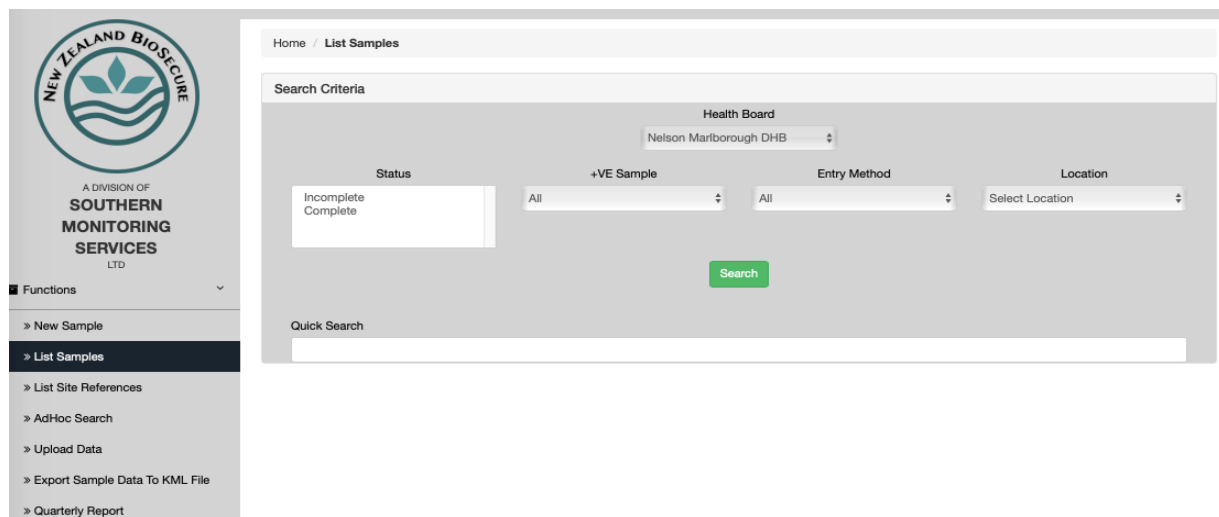 NEW ZEALAND BIOSECURE
A DIVISION OF
SOUTHERN
MONITORING
SERVICES
LTD
Functions
» New Sample
» List Samples
» List Site References
» AdHoc Search
» Upload Data
» Export Sample Data To KML File
» Quarterly Report
Home / List Samples
Search Criteria
Health Board
Nelson Marlborough DHB
Status
+VE Sample
Entry Method
Location
Incomplete
Complete
All
All
Select Location
Search
Quick Search